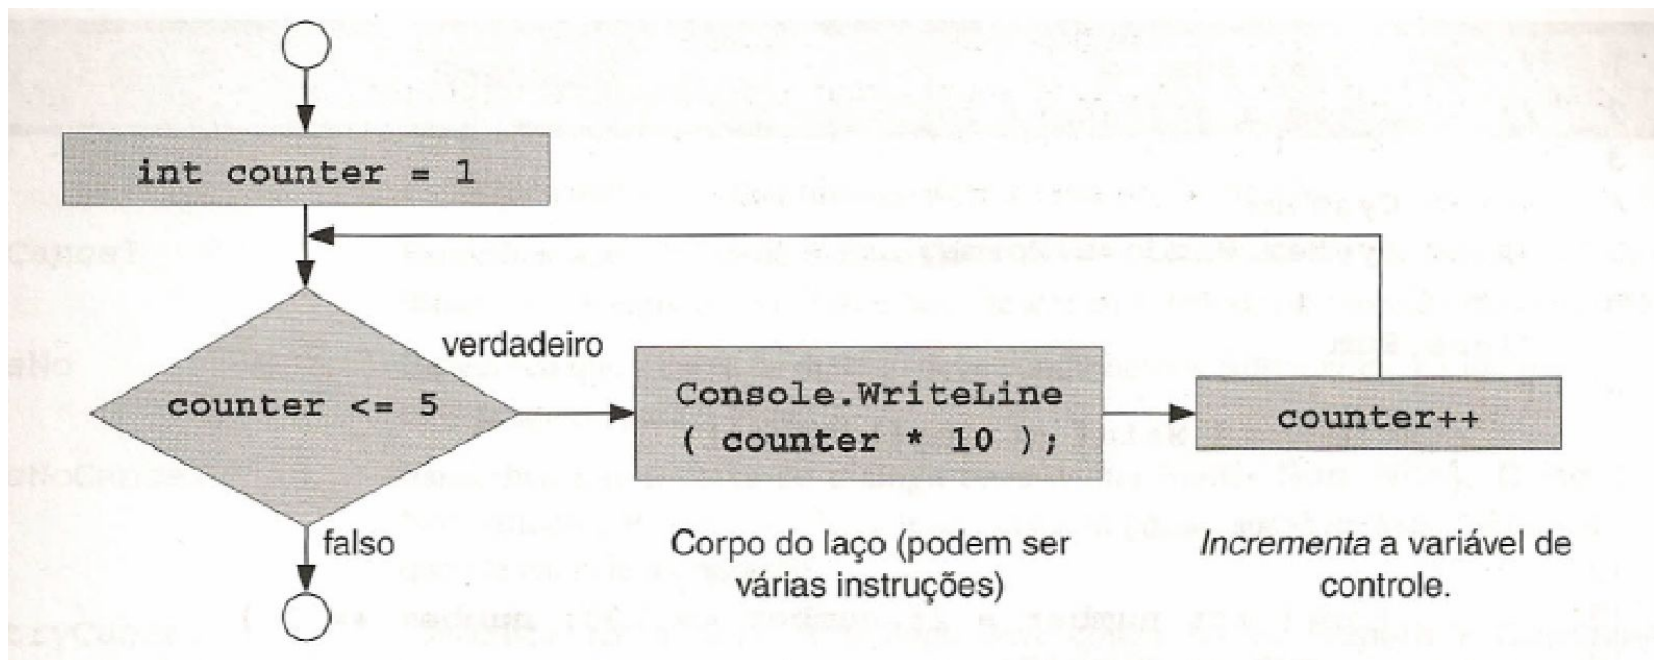 int counter = 1
verdadeiro
counter <= 5
Console.WriteLine
( counter * 10 );
counter++
falso
Corpo do laço (podem ser
várias instruções)
Incrementa a variável de
controle.